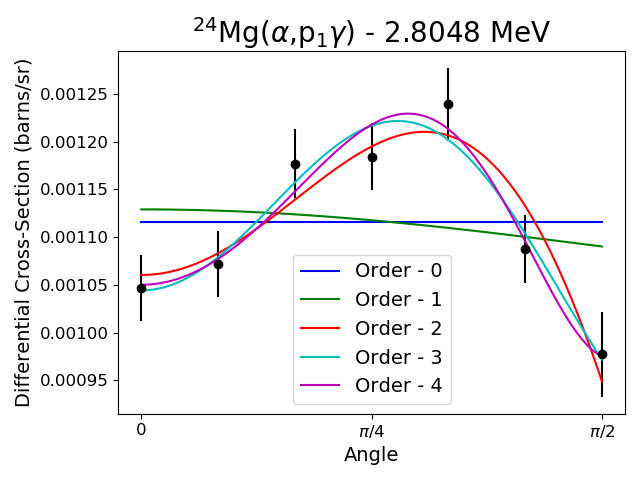 ²⁴Mg(α,p₁γ) - 2.8048 MeV
Differential Cross-Section (barns/sr)
0.00125
0.00120
0.00115
0.00110
0.00105
0.00100
0.00095
Order - 0
Order - 1
Order - 2
Order - 3
Order - 4
0
π/4
π/2
Angle